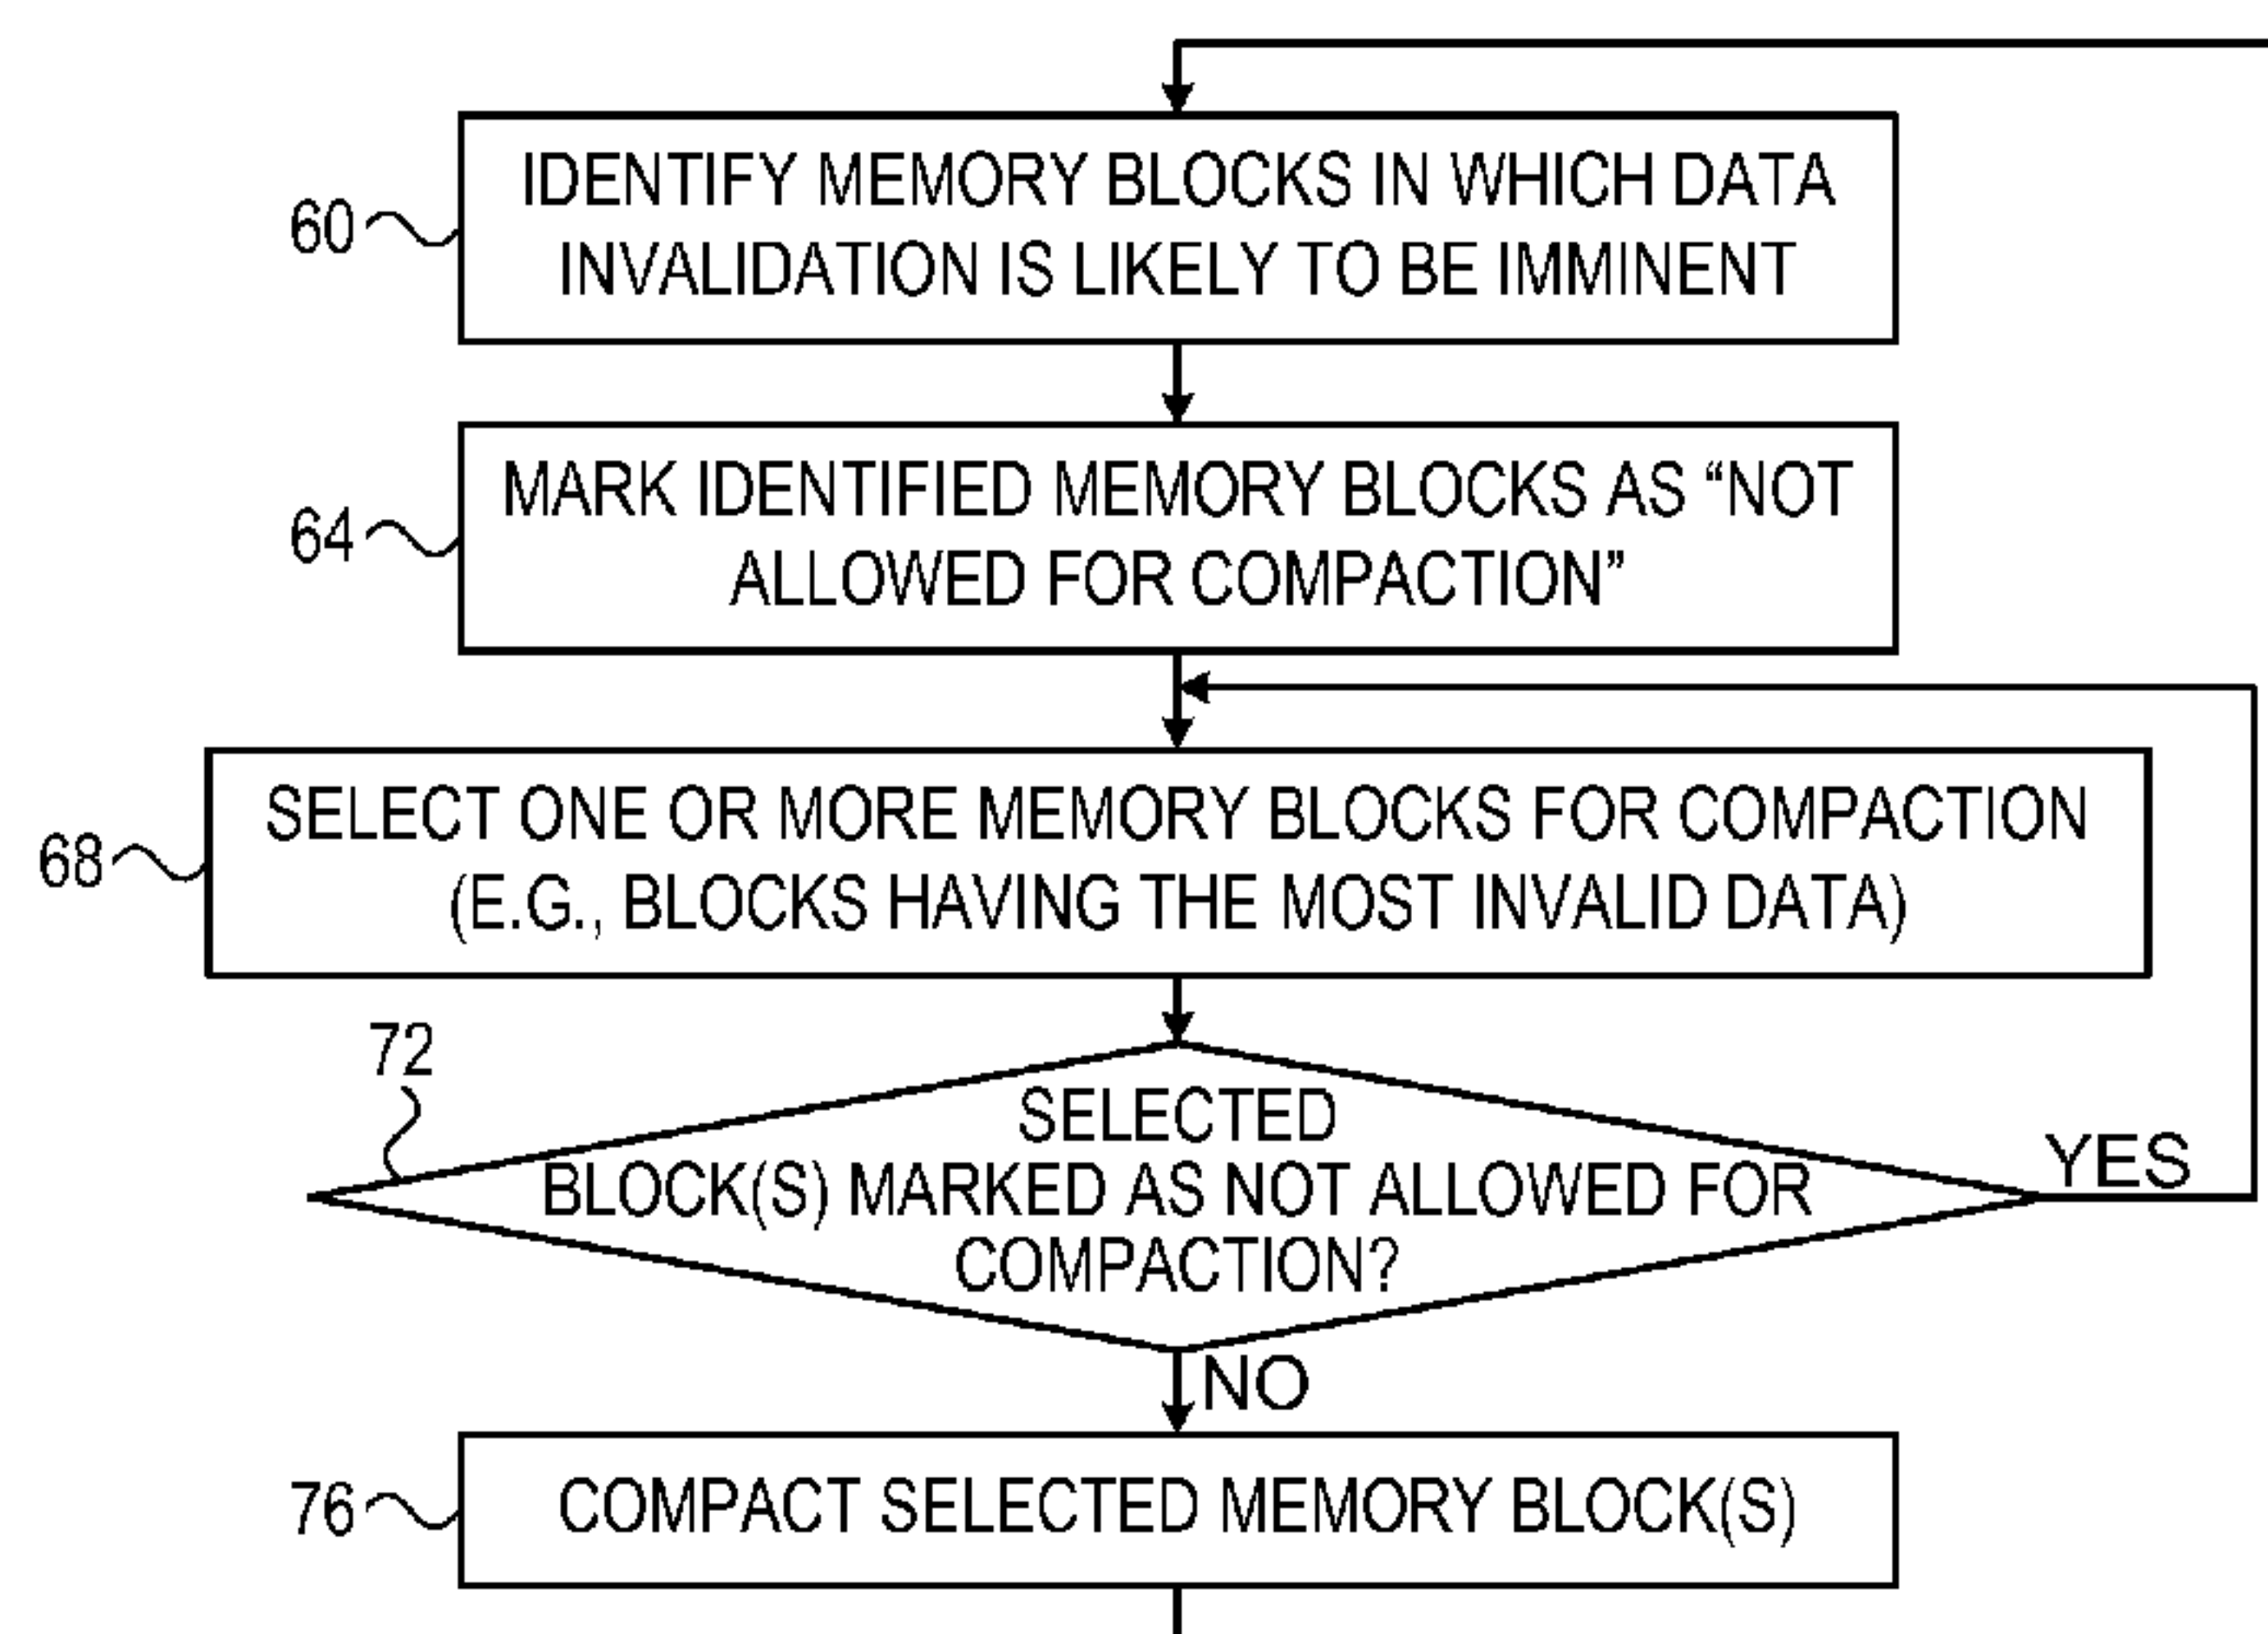 60
IDENTIFY MEMORY BLOCKS IN WHICH DATA
INVALIDATION IS LIKELY TO BE IMMINENT
64
MARK IDENTIFIED MEMORY BLOCKS AS “NOT
ALLOWED FOR COMPACTION”
68
SELECT ONE OR MORE MEMORY BLOCKS FOR COMPACTION
(E.G., BLOCKS HAVING THE MOST INVALID DATA)
72
SELECTED
BLOCK(S) MARKED AS NOT ALLOWED FOR
COMPACTION?
YES
NO
76
COMPACT SELECTED MEMORY BLOCK(S)